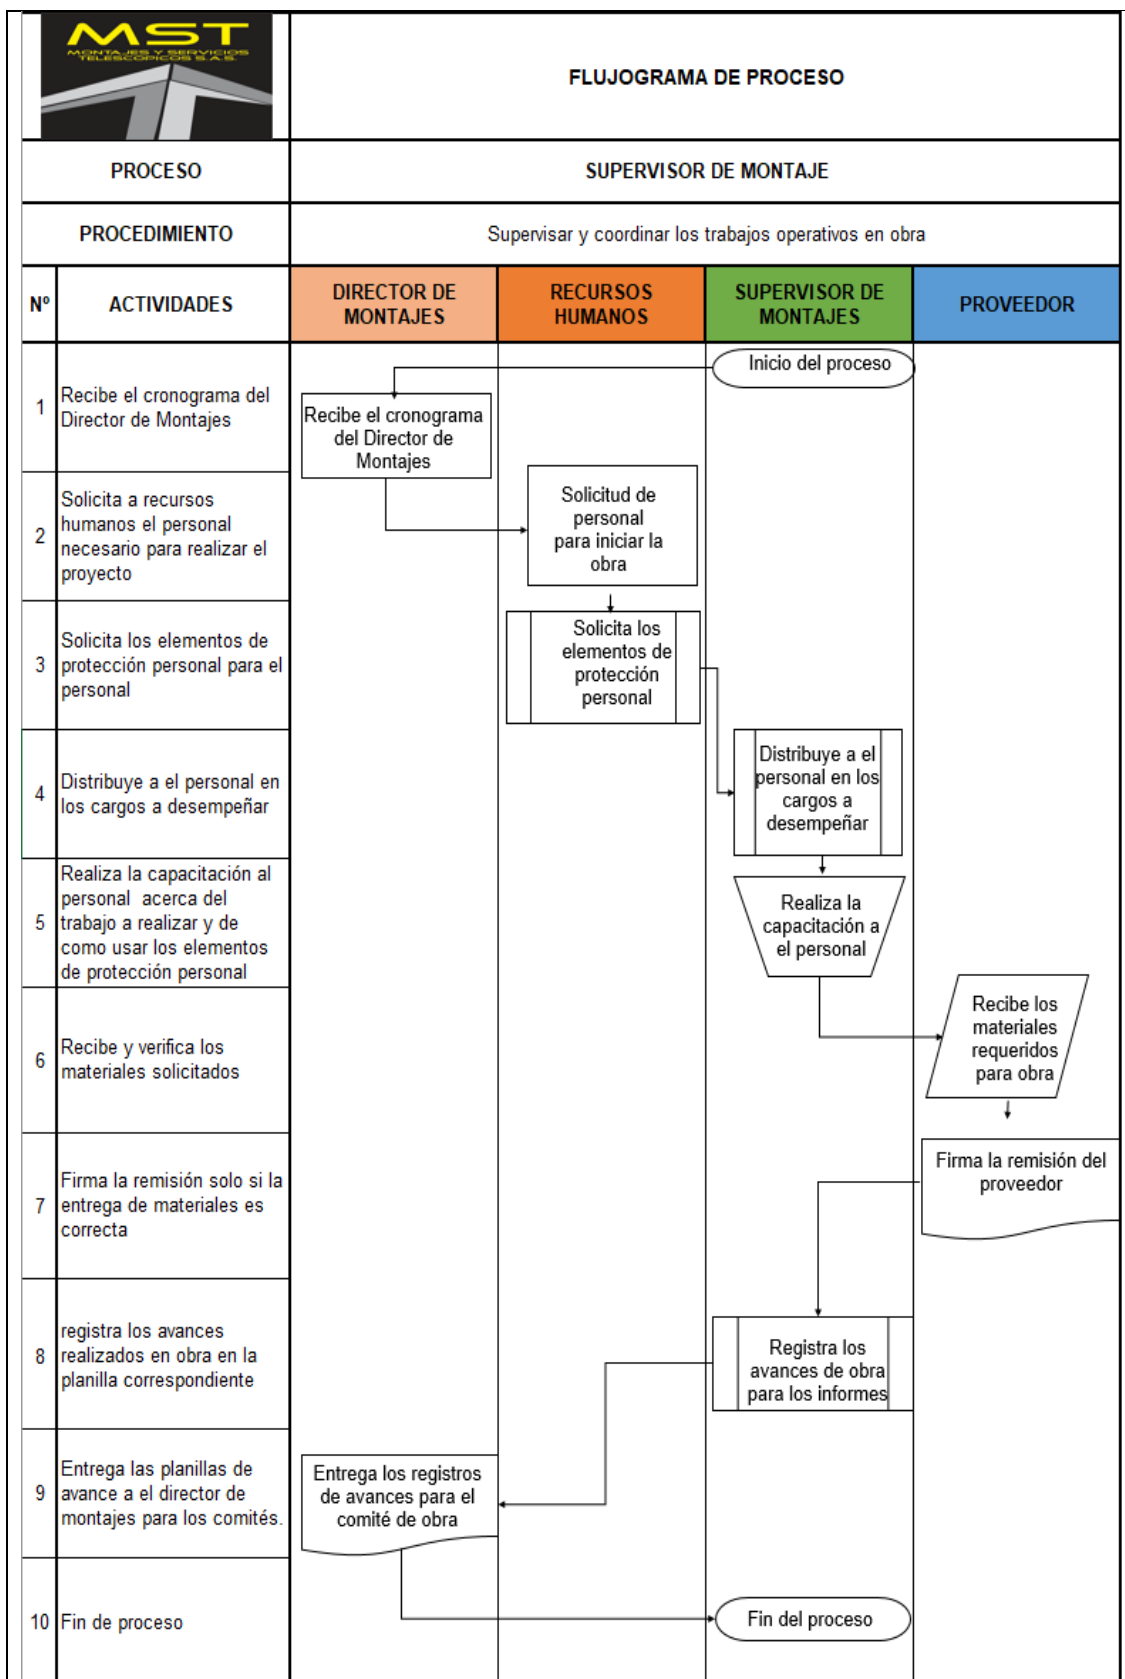 MST
MONTAJES Y SERVICIOS
TELESCOPICOS S.A.S.
FLUJOGRAMA DE PROCESO
PROCESO
SUPERVISOR DE MONTAJE
PROCEDIMIENTO
Supervisar y coordinar los trabajos operativos en obra
Nº
ACTIVIDADES
DIRECTOR DE
MONTAJES
RECURSOS
HUMANOS
SUPERVISOR DE
MONTAJES
PROVEEDOR
Inicio del proceso
1
Recibe el cronograma del
Director de Montajes
Recibe el cronograma
del Director de
Montajes
2
Solicita a recursos
humanos el personal
necesario para realizar el
proyecto
Solicitud de
personal
para iniciar la
obra
3
Solicita los elementos de
protección personal para el
personal
Solicita los
elementos de
protección
personal
4
Distribuye a el personal en
los cargos a desempeñar
Distribuye a el
personal en los
cargos a
desempeñar
5
Realiza la capacitación al
personal acerca del
trabajo a realizar y de
como usar los elementos
de protección personal
Realiza la
capacitación a
el personal
6
Recibe y verifica los
materiales solicitados
Recibe los
materiales
requeridos
para obra
7
Firma la remisión solo si la
entrega de materiales es
correcta
Firma la remisión del
proveedor
8
registra los avances
realizados en obra en la
planilla correspondiente
Registra los
avances de obra
para los informes
9
Entrega las planillas de
avance a el director de
montajes para los comités.
Entrega los registros
de avances para el
comité de obra
10
Fin de proceso
Fin del proceso